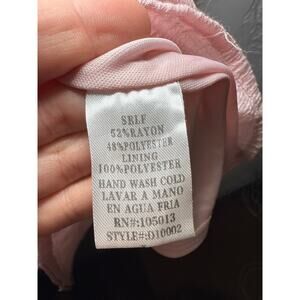 SELF
52%RAYON
48%POLYESTER
LINING
100%POLYESTER
HAND WASH COLD
LAVAR A MANO
EN AGUA FRIA
RN#:105013
STYLE#:D10002